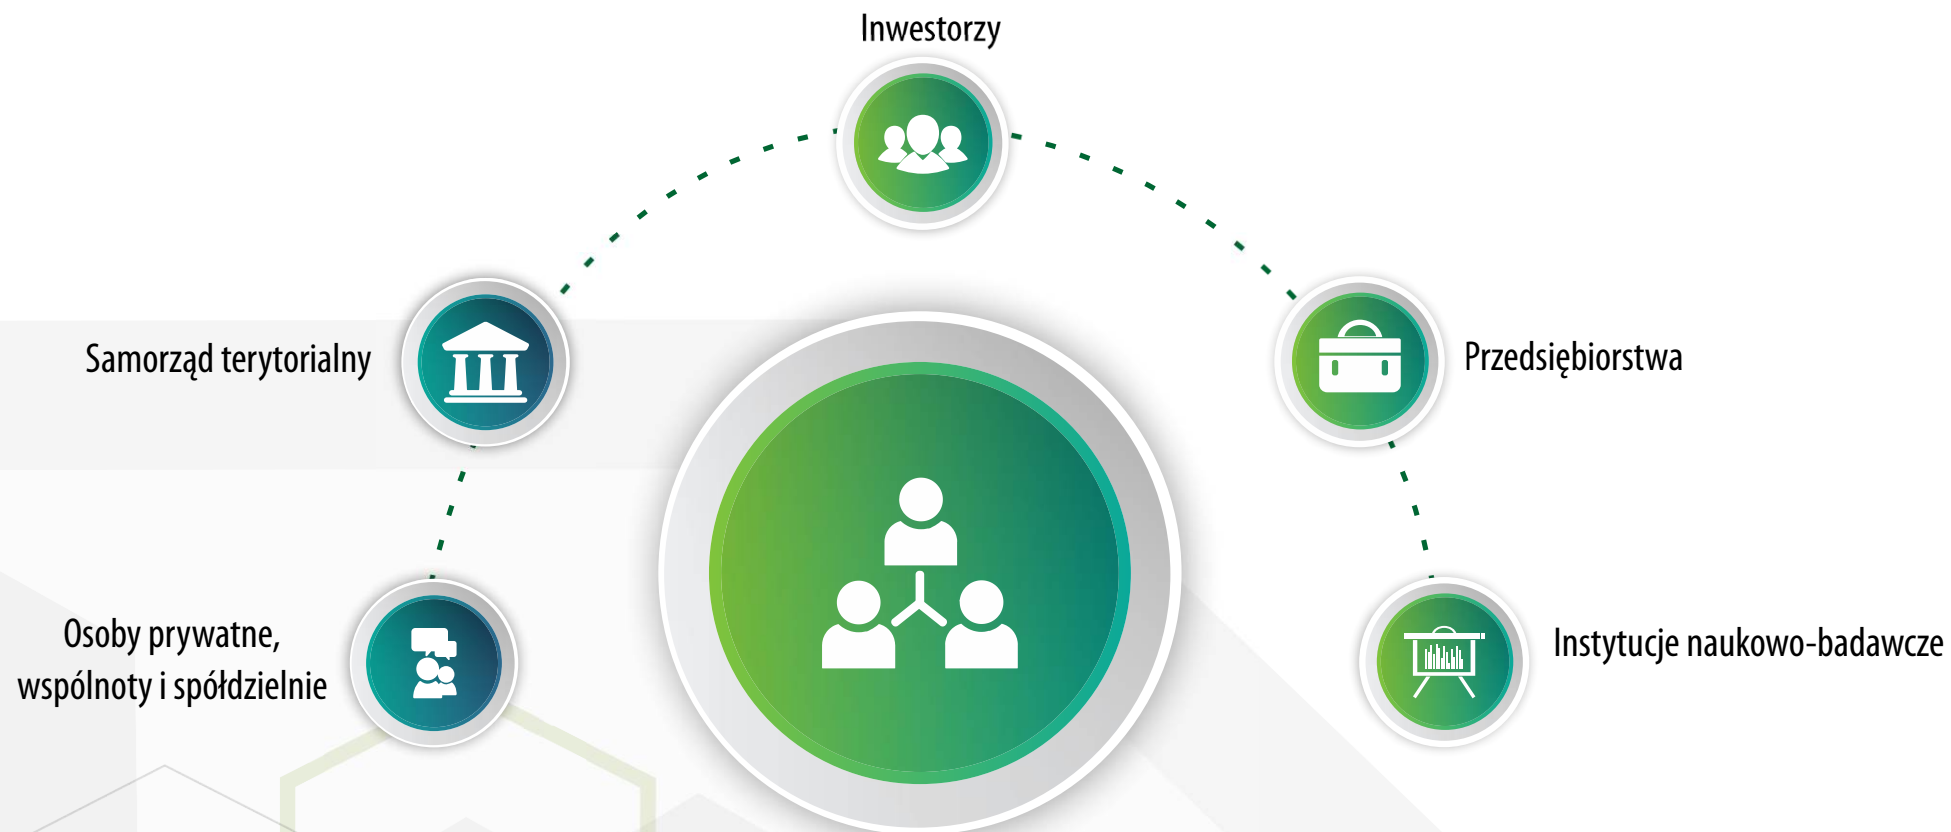 Inwestorzy
Samorząd terytorialny
Przedsiębiorstwa
Osoby prywatne,
wspólnoty i spółdzielnie
Instytucje naukowo-badawcze